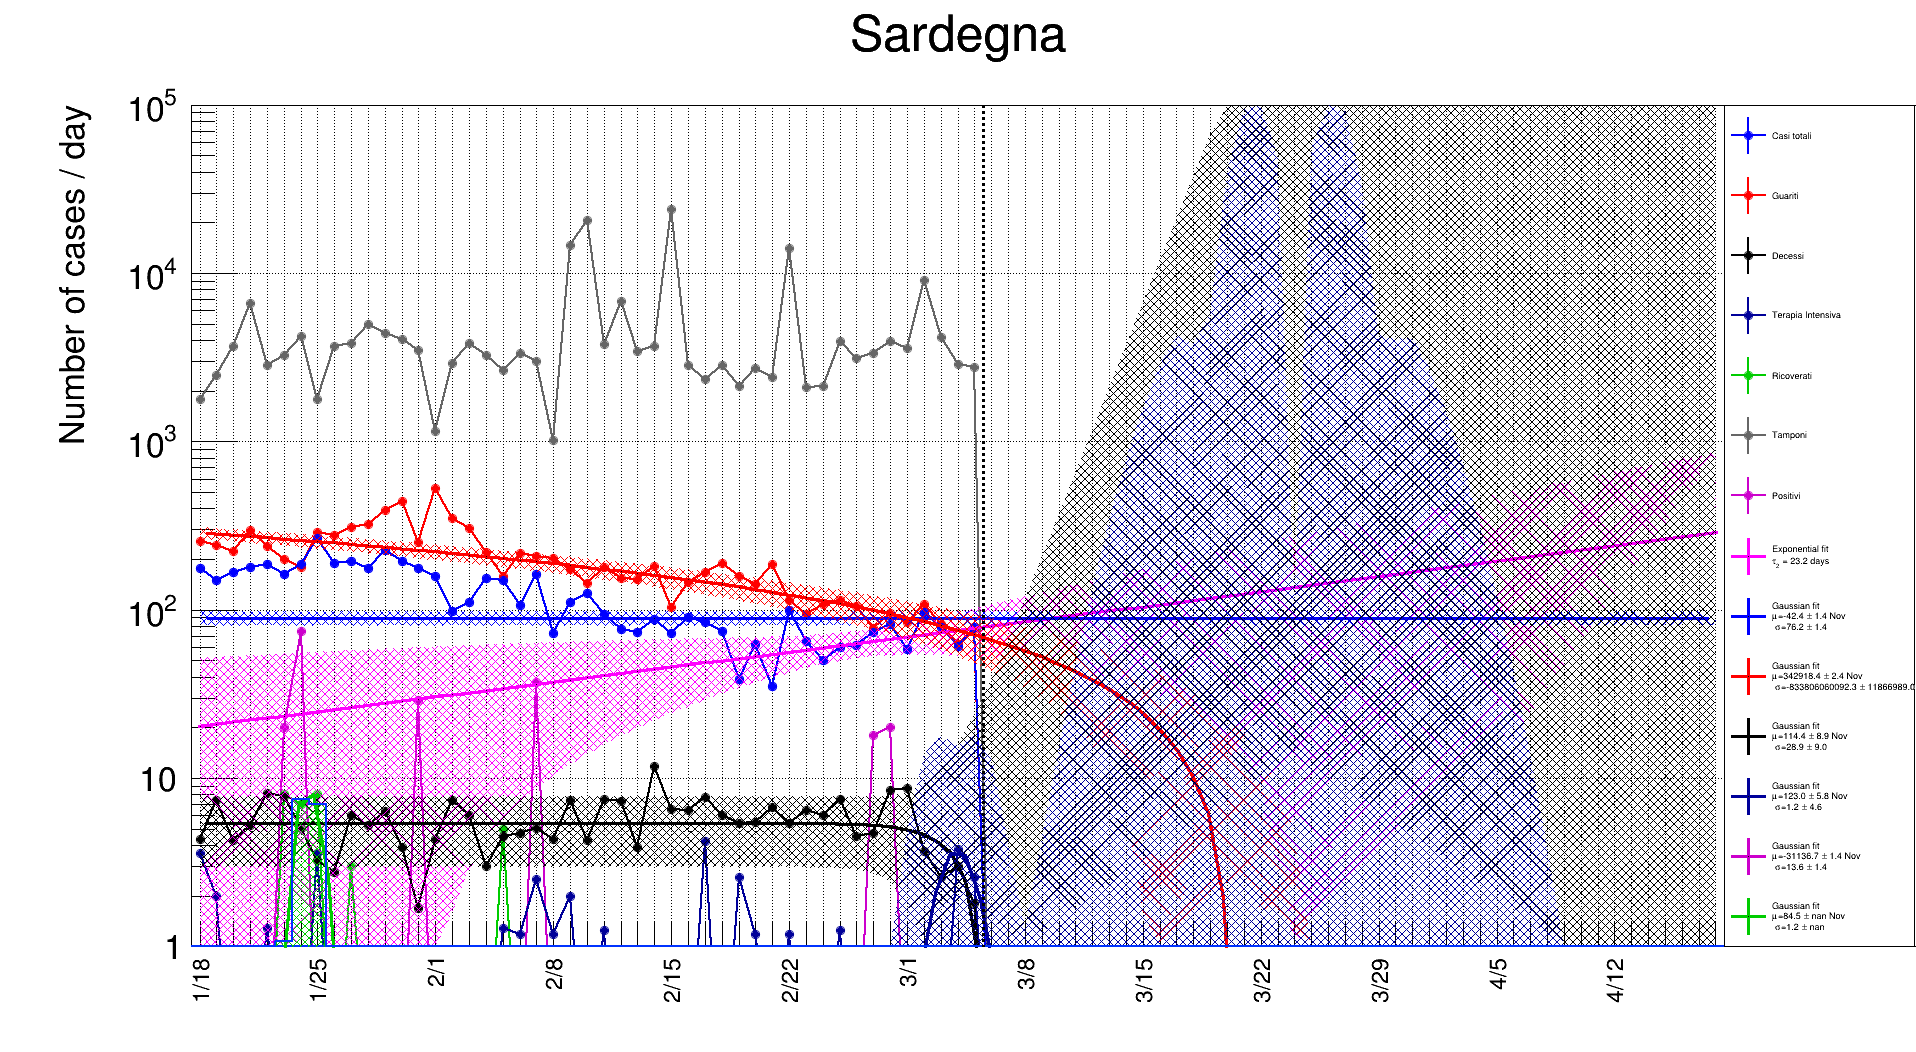 Sardegna
Number of cases / day
10^5
10^4
10^3
10^2
10
1
1/18
1/25
2/1
2/8
2/15
2/22
3/1
3/8
3/15
3/22
3/29
4/5
4/12
Casi totali
Guariti
Decessi
Terapia Intensiva
Ricoverati
Tamponi
Positivi
Exponential fit
τ_2 = 23.2 days
Gaussian fit
μ=-42.4 ± 1.4 Nov
σ=76.2 ± 1.4
Gaussian fit
μ=342918.4 ± 2.4 Nov
σ=-833806060092.3 ± 11866989.0
Gaussian fit
μ=114.4 ± 8.9 Nov
σ=28.9 ± 9.0
Gaussian fit
μ=123.0 ± 5.8 Nov
σ=1.2 ± 4.6
Gaussian fit
μ=-31136.7 ± 1.4 Nov
σ=13.6 ± 1.4
Gaussian fit
μ=84.5 ± nan Nov
σ=1.2 ± nan